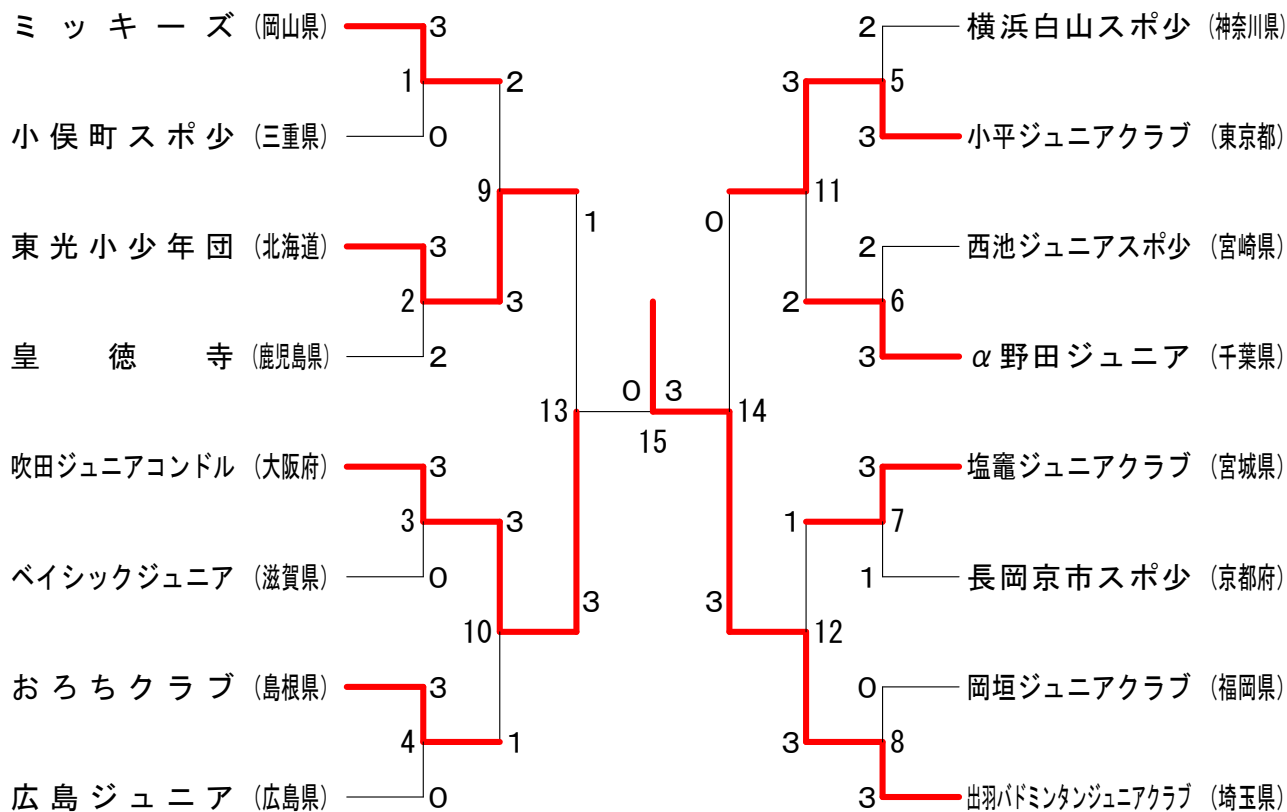 ミッキーズ (岡山県) 3 2 横浜白山スポ少 (神奈川県)
1 2 3 5
小俣町スポ少 (三重県) 0 3 小平ジュニアクラブ (東京都)
9 11
1 0
東光小少年団 (北海道) 3 2 西池ジュニアスポ少 (宮崎県)
2 3 2 6
皇徳寺 (鹿児島県) 2 3 α野田ジュニア (千葉県)
0 3
13 14
15
吹田ジュニアコンドル (大阪府) 3 3 塩竈ジュニアクラブ (宮城県)
3 3 1 7
ベイシックジュニア (滋賀県) 0 1 長岡京市スポ少 (京都府)
3 3
10 12
おろちクラブ (島根県) 3 0 岡垣ジュニアクラブ (福岡県)
4 1 3 8
広島ジュニア (広島県) 0 3 出羽バドミンタンジュニアクラブ (埼玉県)